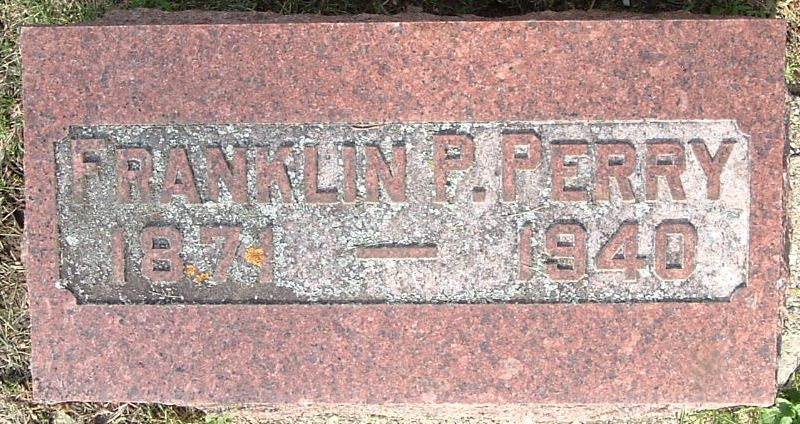 FRANKLIN P. PERRY
1871 — 1940